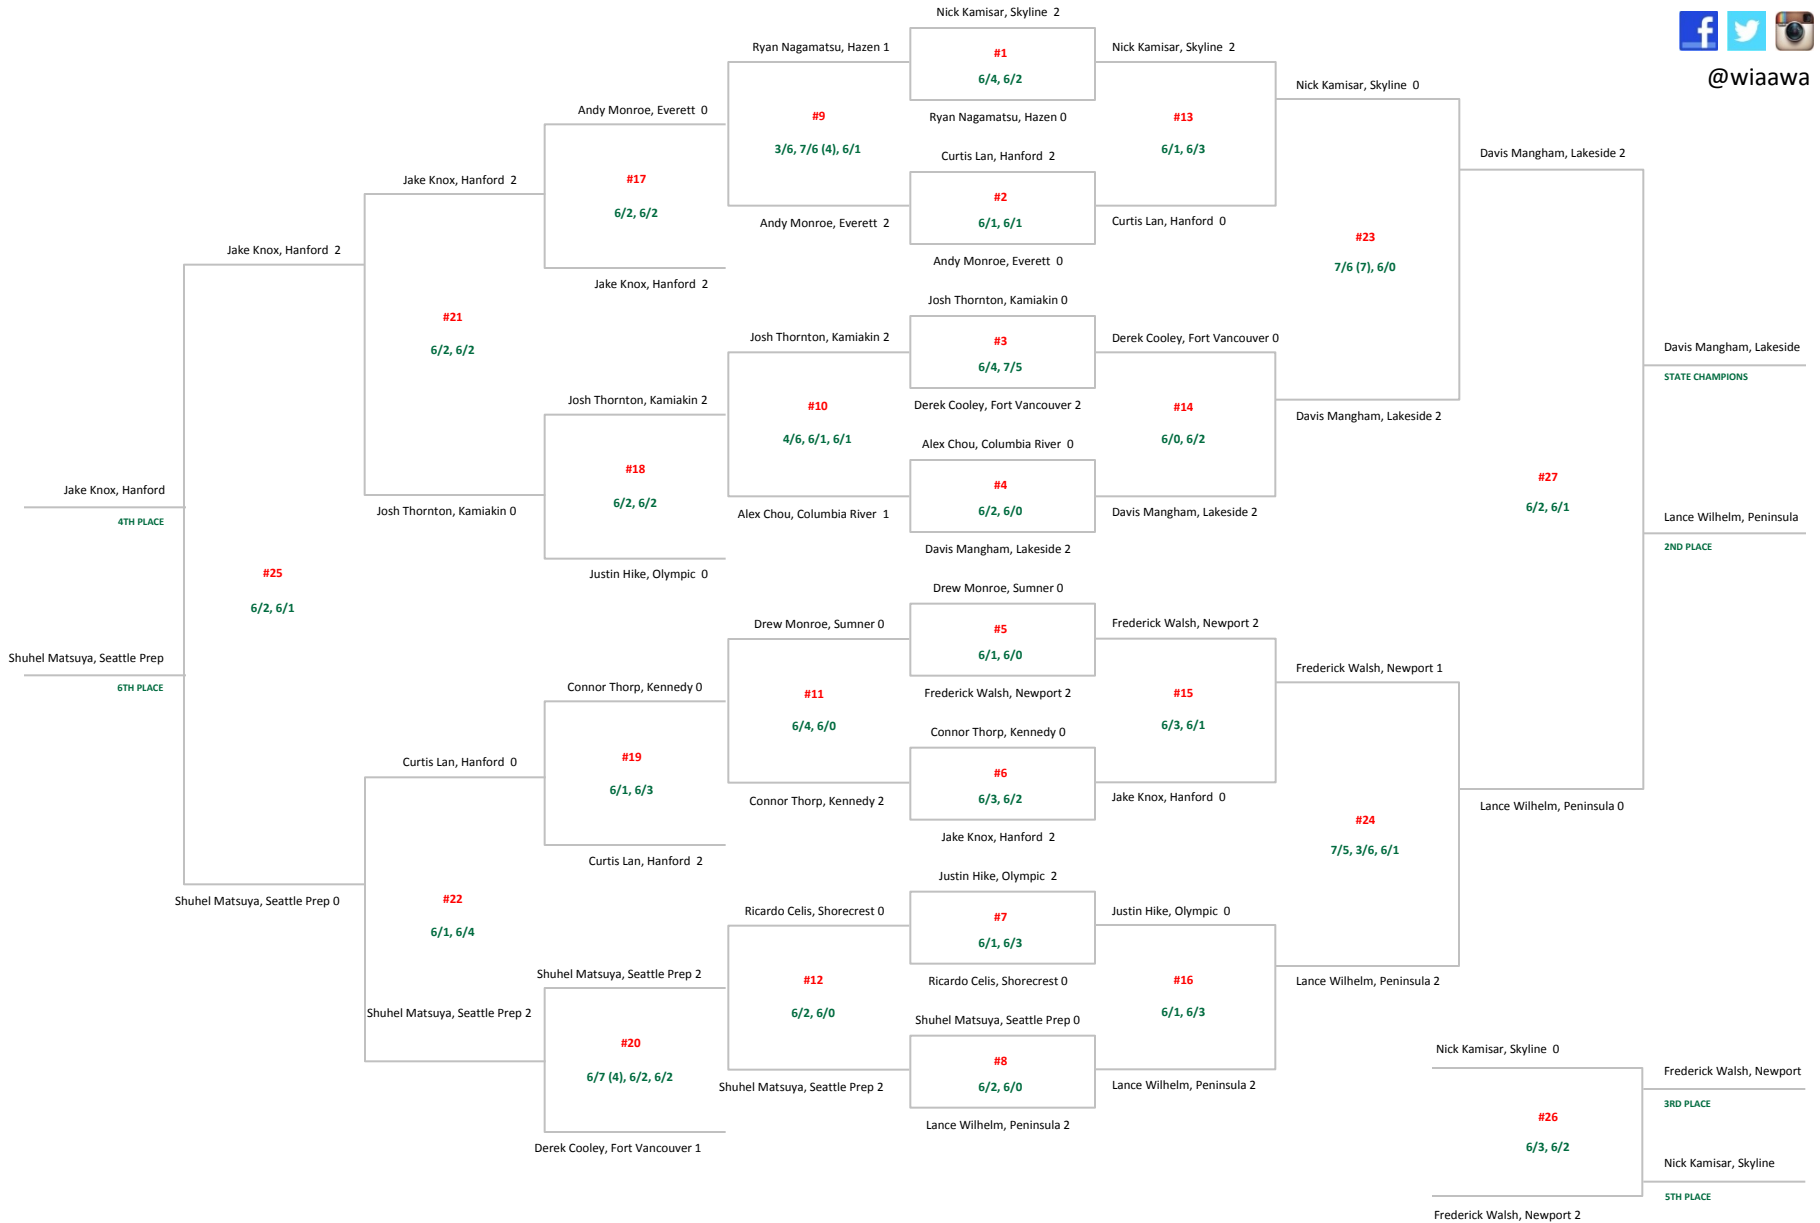 Nick Kamisar, Skyline 2
Ryan Nagamatsu, Hazen 1
#1
Nick Kamisar, Skyline 2
6/4, 6/2
@wiaawa
Nick Kamisar, Skyline 0
Andy Monroe, Everett 0
#9
Ryan Nagamatsu, Hazen 0
#13
3/6, 7/6 (4), 6/1
6/1, 6/3
Curtis Lan, Hanford 2
Davis Mangham, Lakeside 2
Jake Knox, Hanford 2
#17
#2
6/2, 6/2
Andy Monroe, Everett 2
6/1, 6/1
Curtis Lan, Hanford 0
Jake Knox, Hanford 2
#23
Andy Monroe, Everett 0
7/6 (7), 6/0
Jake Knox, Hanford 2
Josh Thornton, Kamiakin 0
#21
Josh Thornton, Kamiakin 2
#3
Derek Cooley, Fort Vancouver 0
6/2, 6/2
6/4, 7/5
Davis Mangham, Lakeside
STATE CHAMPIONS
Josh Thornton, Kamiakin 2
#10
Derek Cooley, Fort Vancouver 2
#14
Davis Mangham, Lakeside 2
4/6, 6/1, 6/1
Alex Chou, Columbia River 0
6/0, 6/2
#18
#27
Jake Knox, Hanford
4TH PLACE
#4
6/2, 6/2
6/2, 6/0
6/2, 6/1
Josh Thornton, Kamiakin 0
Alex Chou, Columbia River 1
Davis Mangham, Lakeside 2
Lance Wilhelm, Peninsula
2ND PLACE
Davis Mangham, Lakeside 2
#25
Justin Hike, Olympic 0
6/2, 6/1
Drew Monroe, Sumner 0
Drew Monroe, Sumner 0
#5
Frederick Walsh, Newport 2
6/1, 6/0
Shuhel Matsuya, Seattle Prep
6TH PLACE
Frederick Walsh, Newport 1
Connor Thorp, Kennedy 0
#11
Frederick Walsh, Newport 2
#15
6/4, 6/0
6/3, 6/1
Connor Thorp, Kennedy 0
Curtis Lan, Hanford 0
#19
#6
6/1, 6/3
Connor Thorp, Kennedy 2
6/3, 6/2
Jake Knox, Hanford 0
Lance Wilhelm, Peninsula 0
#24
Jake Knox, Hanford 2
7/5, 3/6, 6/1
Curtis Lan, Hanford 2
Justin Hike, Olympic 2
Shuhel Matsuya, Seattle Prep 0
#22
Ricardo Celis, Shorecrest 0
#7
Justin Hike, Olympic 0
6/1, 6/4
6/1, 6/3
Shuhel Matsuya, Seattle Prep 2
#12
Ricardo Celis, Shorecrest 0
#16
Lance Wilhelm, Peninsula 2
Shuhel Matsuya, Seattle Prep 2
6/2, 6/0
Shuhel Matsuya, Seattle Prep 0
6/1, 6/3
#20
Nick Kamisar, Skyline 0
#8
6/7 (4), 6/2, 6/2
Shuhel Matsuya, Seattle Prep 2
6/2, 6/0
Lance Wilhelm, Peninsula 2
Frederick Walsh, Newport
3RD PLACE
Lance Wilhelm, Peninsula 2
#26
Derek Cooley, Fort Vancouver 1
6/3, 6/2
Nick Kamisar, Skyline
5TH PLACE
Frederick Walsh, Newport 2